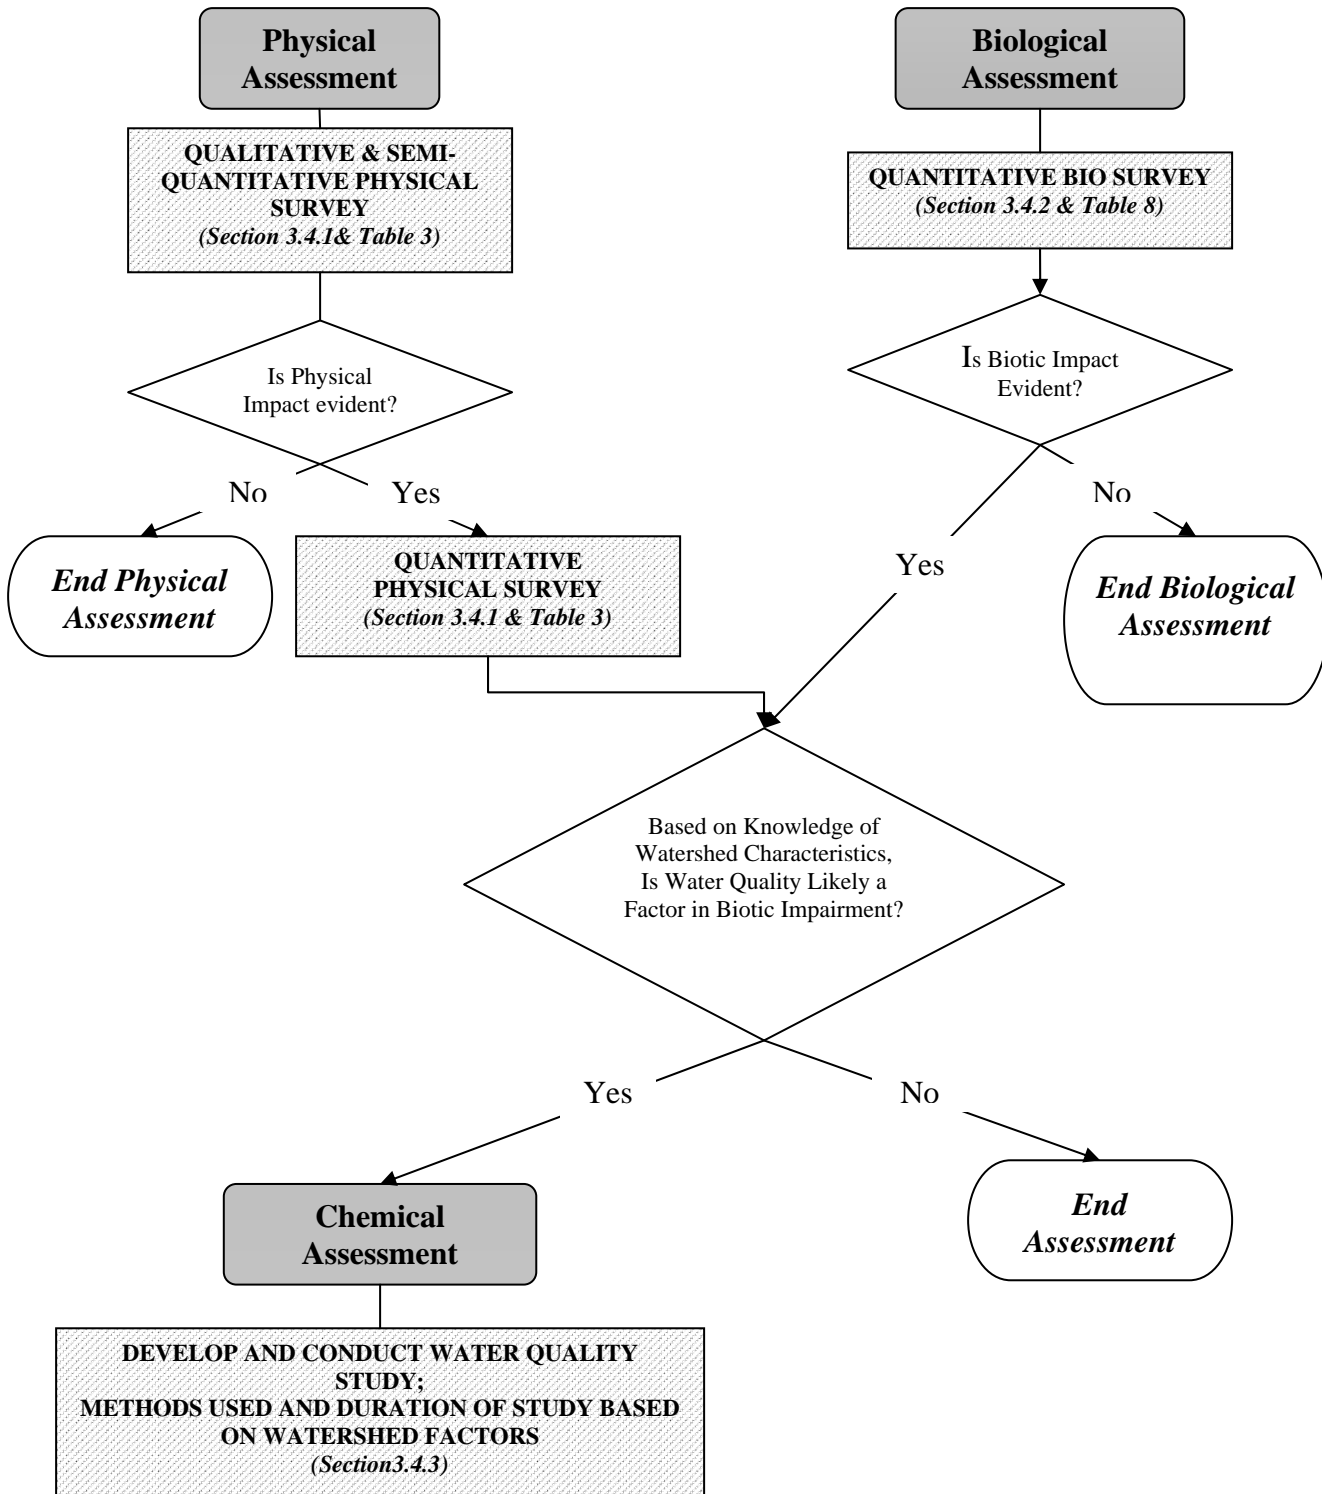 Physical
Assessment
Biological
Assessment
QUALITATIVE & SEMI-
QUANTITATIVE PHYSICAL
SURVEY
(Section 3.4.1& Table 3)
QUANTITATIVE BIO SURVEY
(Section 3.4.2 & Table 8)
Is Physical
Impact evident?
Is Biotic Impact
Evident?
No
Yes
Yes
No
End Physical
Assessment
QUANTITATIVE
PHYSICAL SURVEY
(Section 3.4.1 & Table 3)
End Biological
Assessment
Based on Knowledge of
Watershed Characteristics,
Is Water Quality Likely a
Factor in Biotic Impairment?
Yes
No
Chemical
Assessment
End
Assessment
DEVELOP AND CONDUCT WATER QUALITY
STUDY;
METHODS USED AND DURATION OF STUDY BASED
ON WATERSHED FACTORS
(Section3.4.3)